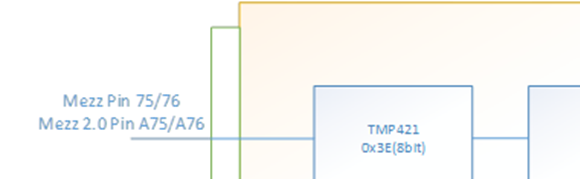 Mezz Pin 75/76
Mezz 2.0 Pin A75/A76
TMP421
0x3E(8bit)